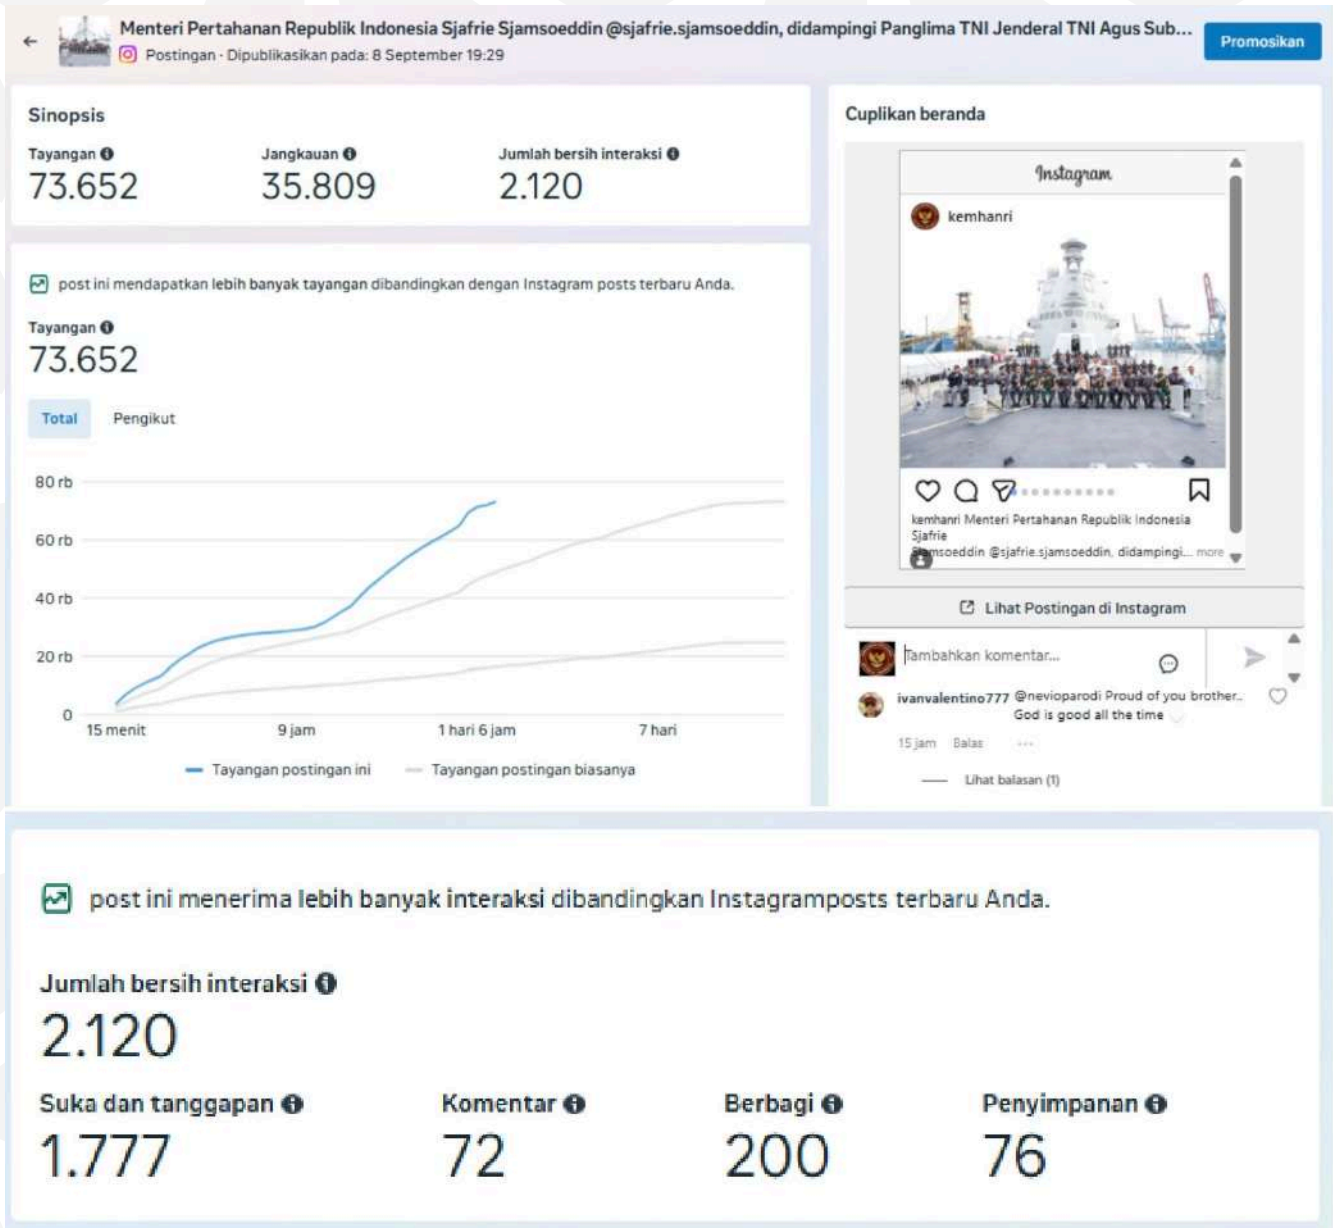 Menteri Pertahanan Republik Indonesia Sjafrie Sjamsoeddin @sjafrie.sjamsoeddin, didampingi Panglima TNI Jenderal TNI Agus Sub...
Postingan · Dipublikasikan pada: 8 September 19:29
Promosikan
Sinopsis
Tayangan
73.652
Jangkauan
35.809
Jumlah bersih interaksi
2.120
post ini mendapatkan lebih banyak tayangan dibandingkan dengan Instagram posts terbaru Anda.
Tayangan
73.652
Total
Pengikut
80 rb
60 rb
40 rb
20 rb
0
15 menit
9 jam
1 hari 6 jam
7 hari
Tayangan postingan ini
Tayangan postingan biasanya
Cuplikan beranda
Instagram
kemhanri
kemhanri Menteri Pertahanan Republik Indonesia
Sjafrie
Sjamsoeddin @sjafrie.sjamsoeddin, didampingi... more
Lihat Postingan di Instagram
Tambahkan komentar...
ivanvalentino777 @nevioparodi Proud of you brother..
God is good all the time
15 jam Balas ...
Lihat balasan (1)
post ini menerima lebih banyak interaksi dibandingkan Instagramposts terbaru Anda.
Jumlah bersih interaksi
2.120
Suka dan tanggapan
1.777
Komentar
72
Berbagi
200
Penyimpanan
76